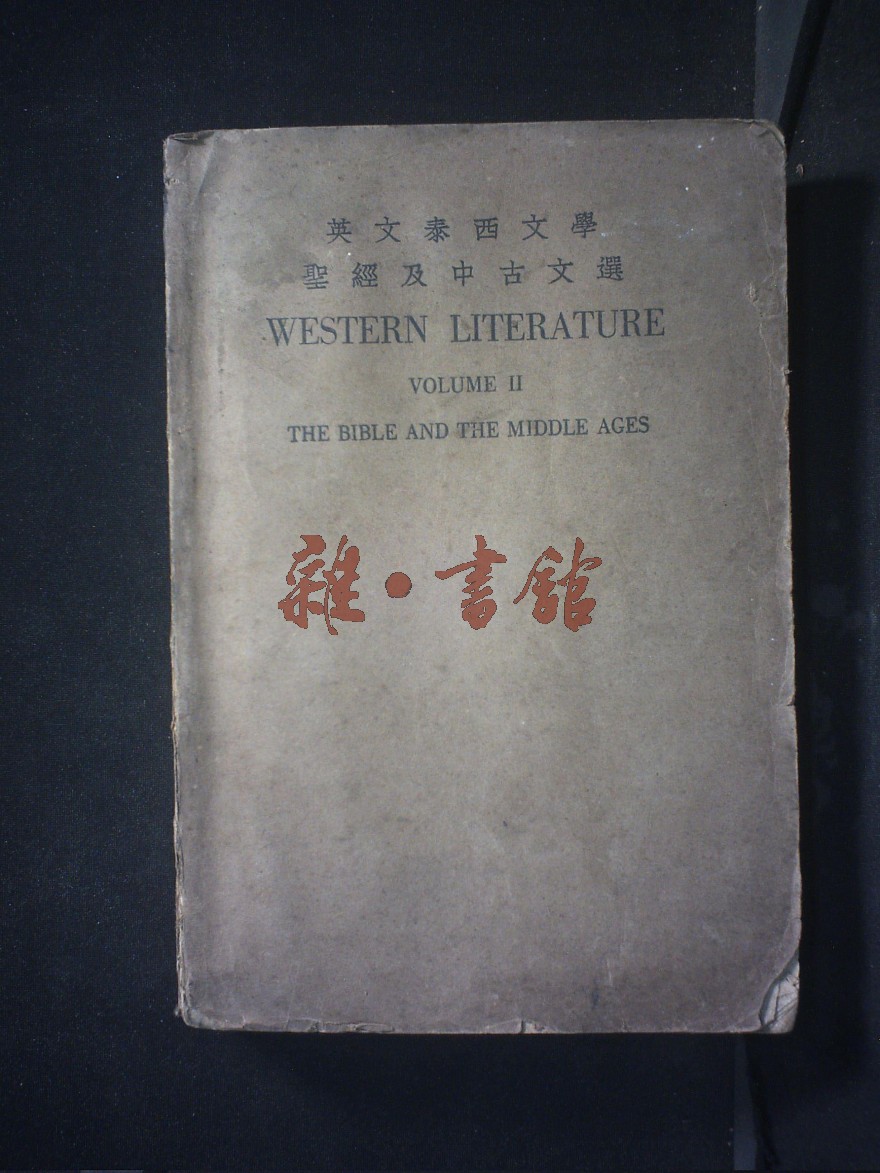 英文泰西文學
聖經及中古文選
WESTERN LITERATURE
VOLUME II
THE BIBLE AND THE MIDDLE AGES
雜·書館